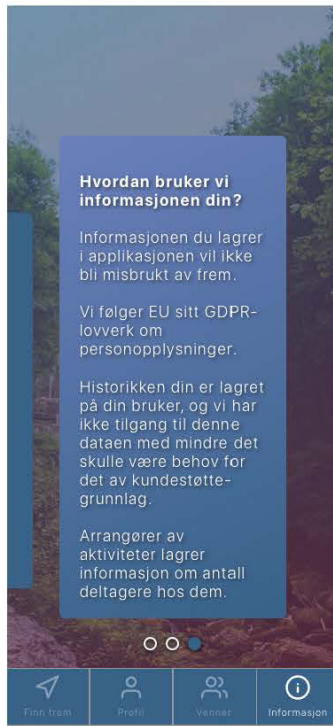 Hvordan bruker vi
informasjonen din?
Informasjonen du lagrer
i applikasjonen vil ikke
bli misbrukt av frem.
Vi følger EU sitt GDPR-
lovverk om
personopplysninger.
Historikken din er lagret
på din bruker, og vi har
ikke tilgang til denne
dataen med mindre det
skulle være behov for
det av kundestøtte-
grunnlag.
Arrangører av
aktiviteter lagrer
informasjon om antall
deltagere hos dem.
Finn frem Profil Venner Informasjon